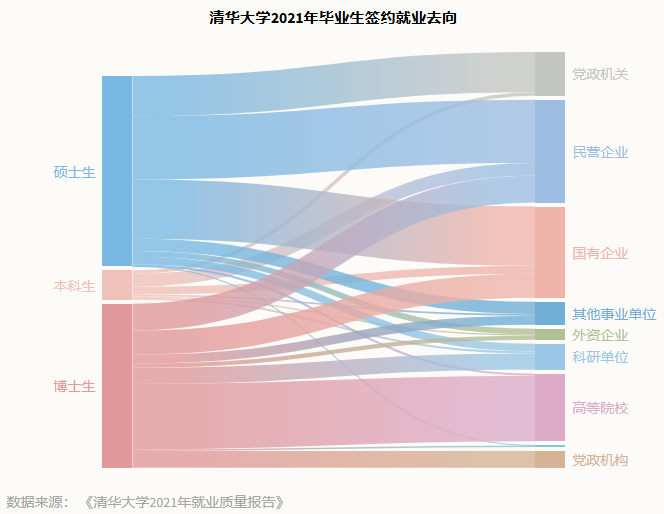 清华大学2021年毕业生签约就业去向
党政机关
民营企业
硕士生
国有企业
本科生
其他事业单位
外资企业
科研单位
博士生
高等院校
党政机构
数据来源：《清华大学2021年就业质量报告》